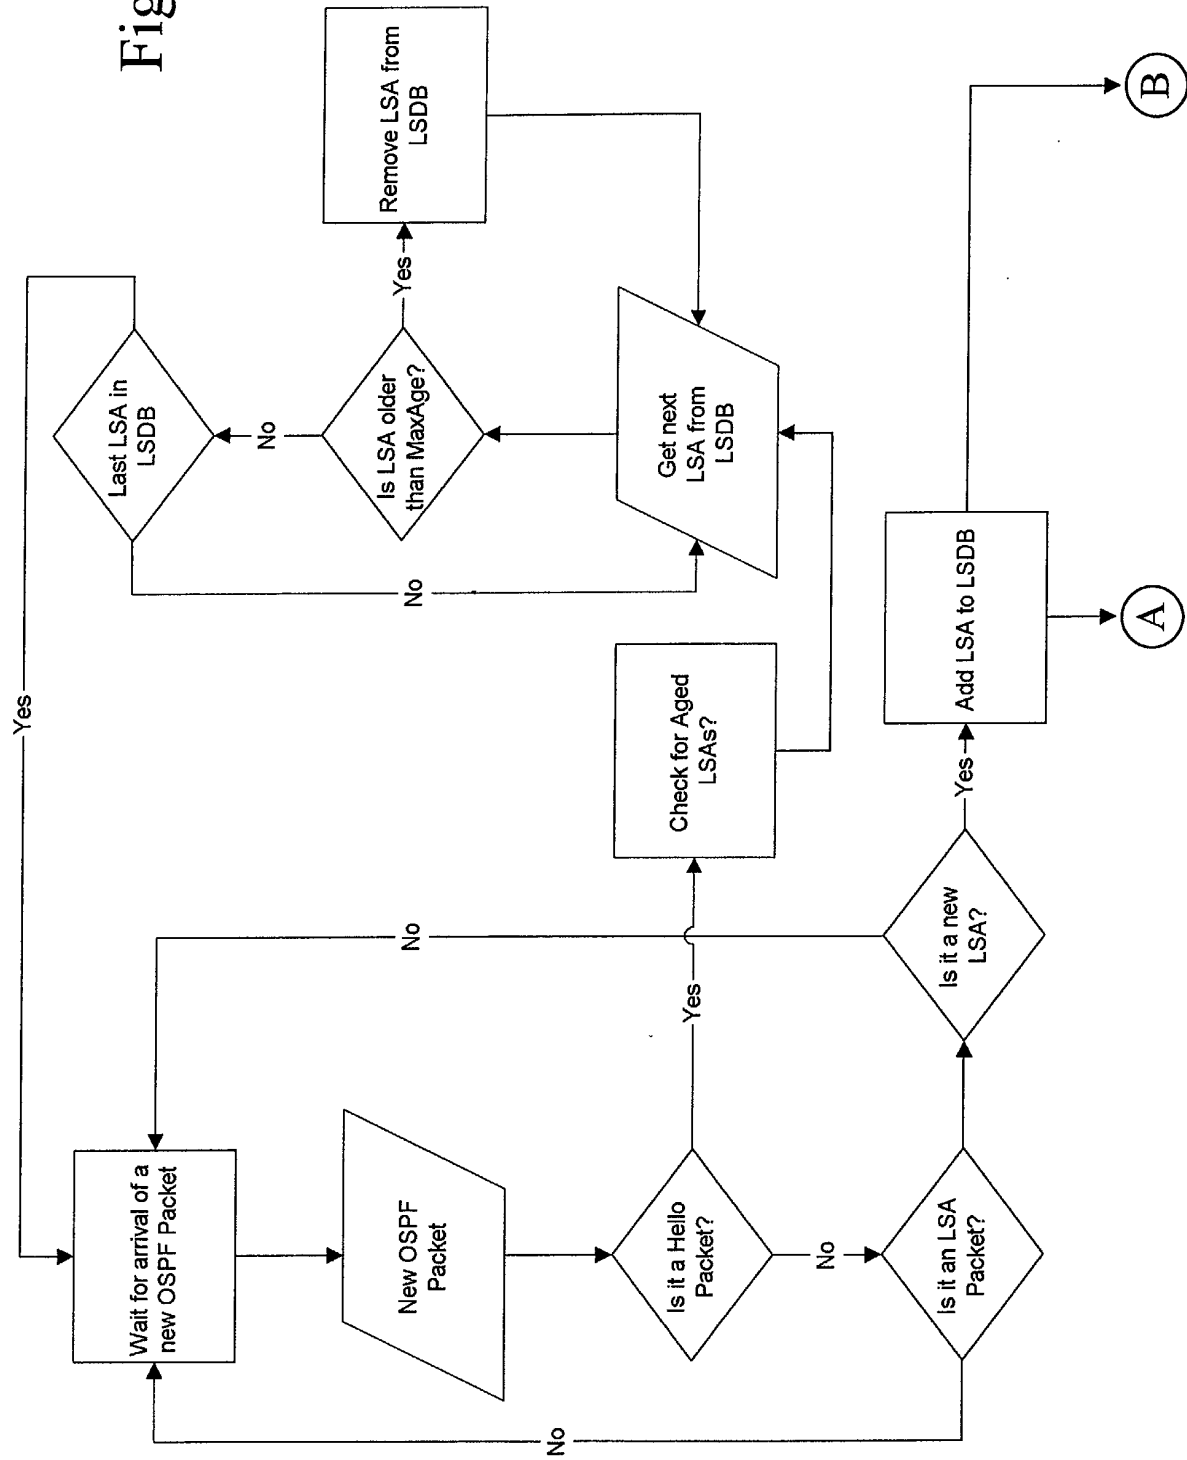 Fig
Wait for arrival of a
new OSPF Packet
New OSPF
Packet
Is it a Hello
Packet?
Yes
No
Is it an LSA
Packet?
No
Is it a new
LSA?
No
Yes
Check for Aged
LSAs?
Get next
LSA from
LSDB
Is LSA older
than MaxAge?
Yes
Remove LSA from
LSDB
No
Last LSA in
LSDB
No
Yes
Add LSA to LSDB
A
B